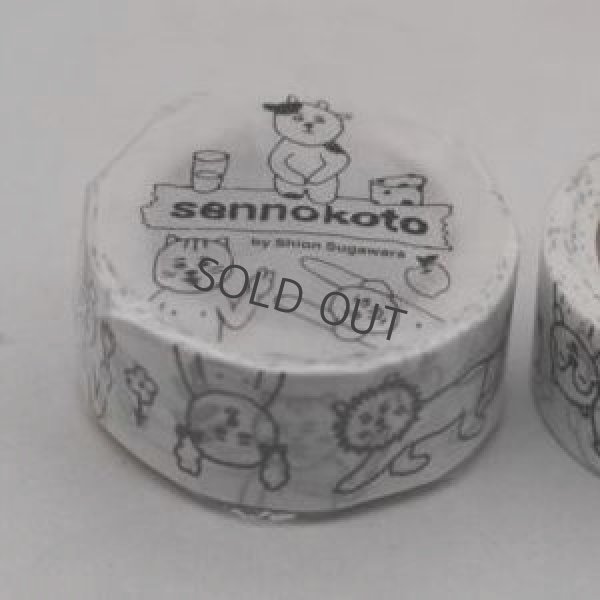 sennokoto
by Shion Sugawara
SOLD OUT